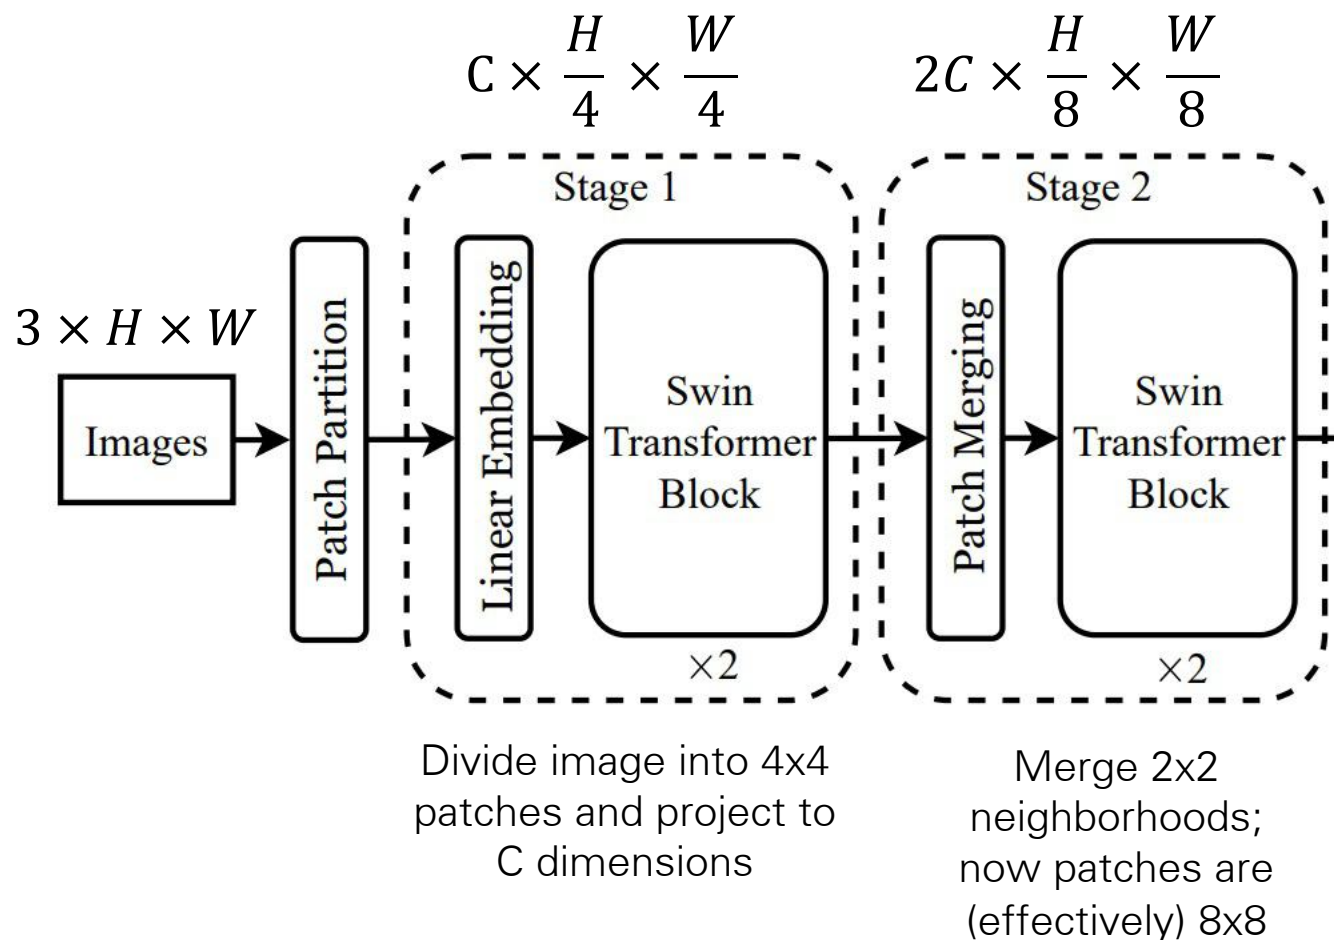 C × H/4 × W/4
2C × H/8 × W/8
Stage 1
Stage 2
3 × H × W
Images
Patch Partition
Linear Embedding
Swin
Transformer
Block
×2
Patch Merging
Swin
Transformer
Block
×2
Divide image into 4x4
patches and project to
C dimensions
Merge 2x2
neighborhoods;
now patches are
(effectively) 8x8